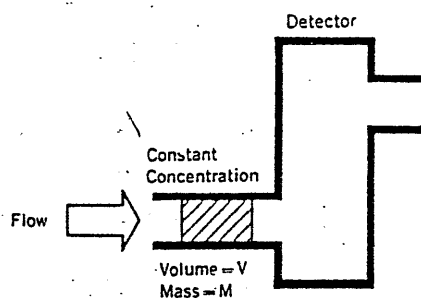 Detector
Constant
Concentration
Flow
Volume = V
Mass = M